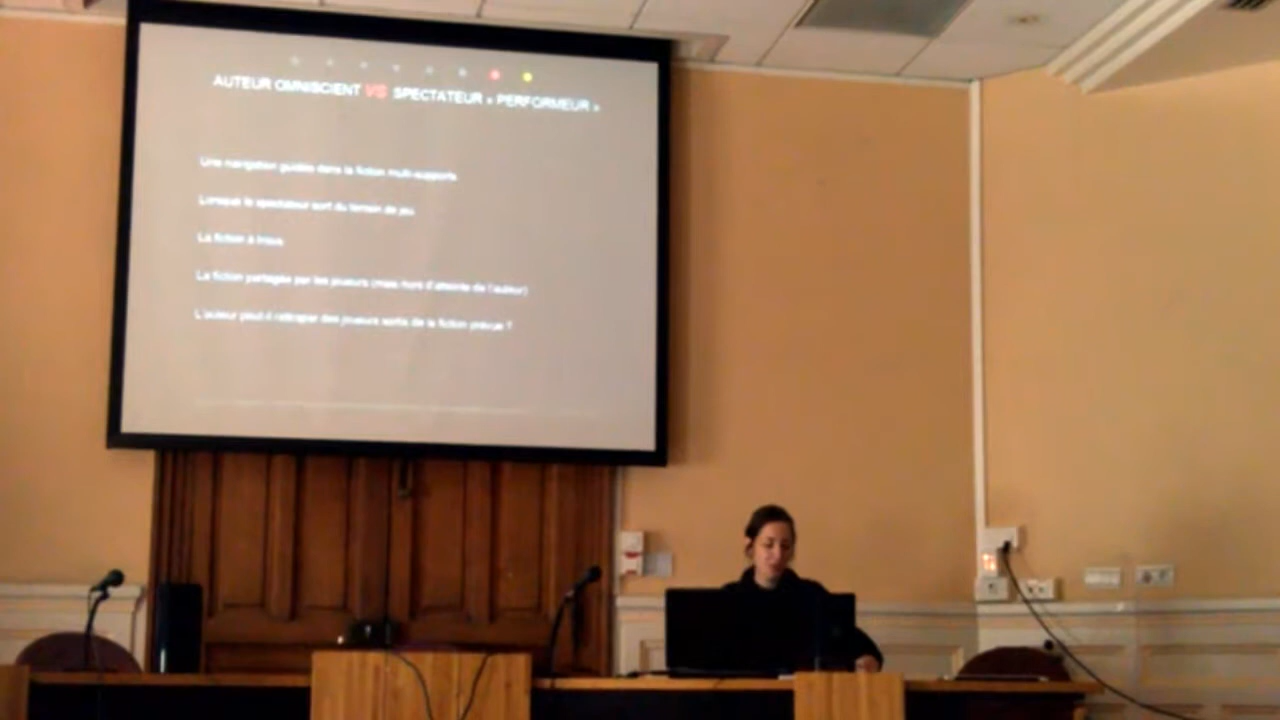 AUTEUR OMNISCIENT VS SPECTATEUR « PERFORMEUR »
Une navigation guidée dans la fiction multi-supports
Lorsque le spectateur sort du terrain de jeu
La fiction à trous
La fiction partagée par les joueurs (mais hors d'atteinte de l'auteur)
L'auteur peut-il rattraper des joueurs sortis de la fiction prévue ?